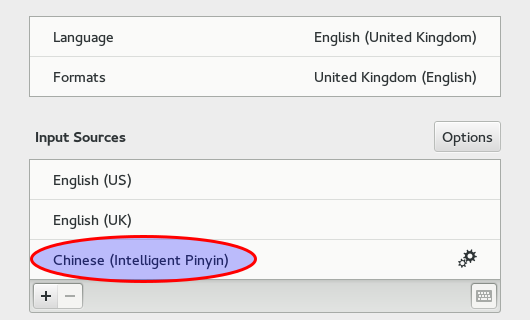 Language English (United Kingdom)
Formats United Kingdom (English)
Input Sources Options
English (US)
English (UK)
Chinese (Intelligent Pinyin)